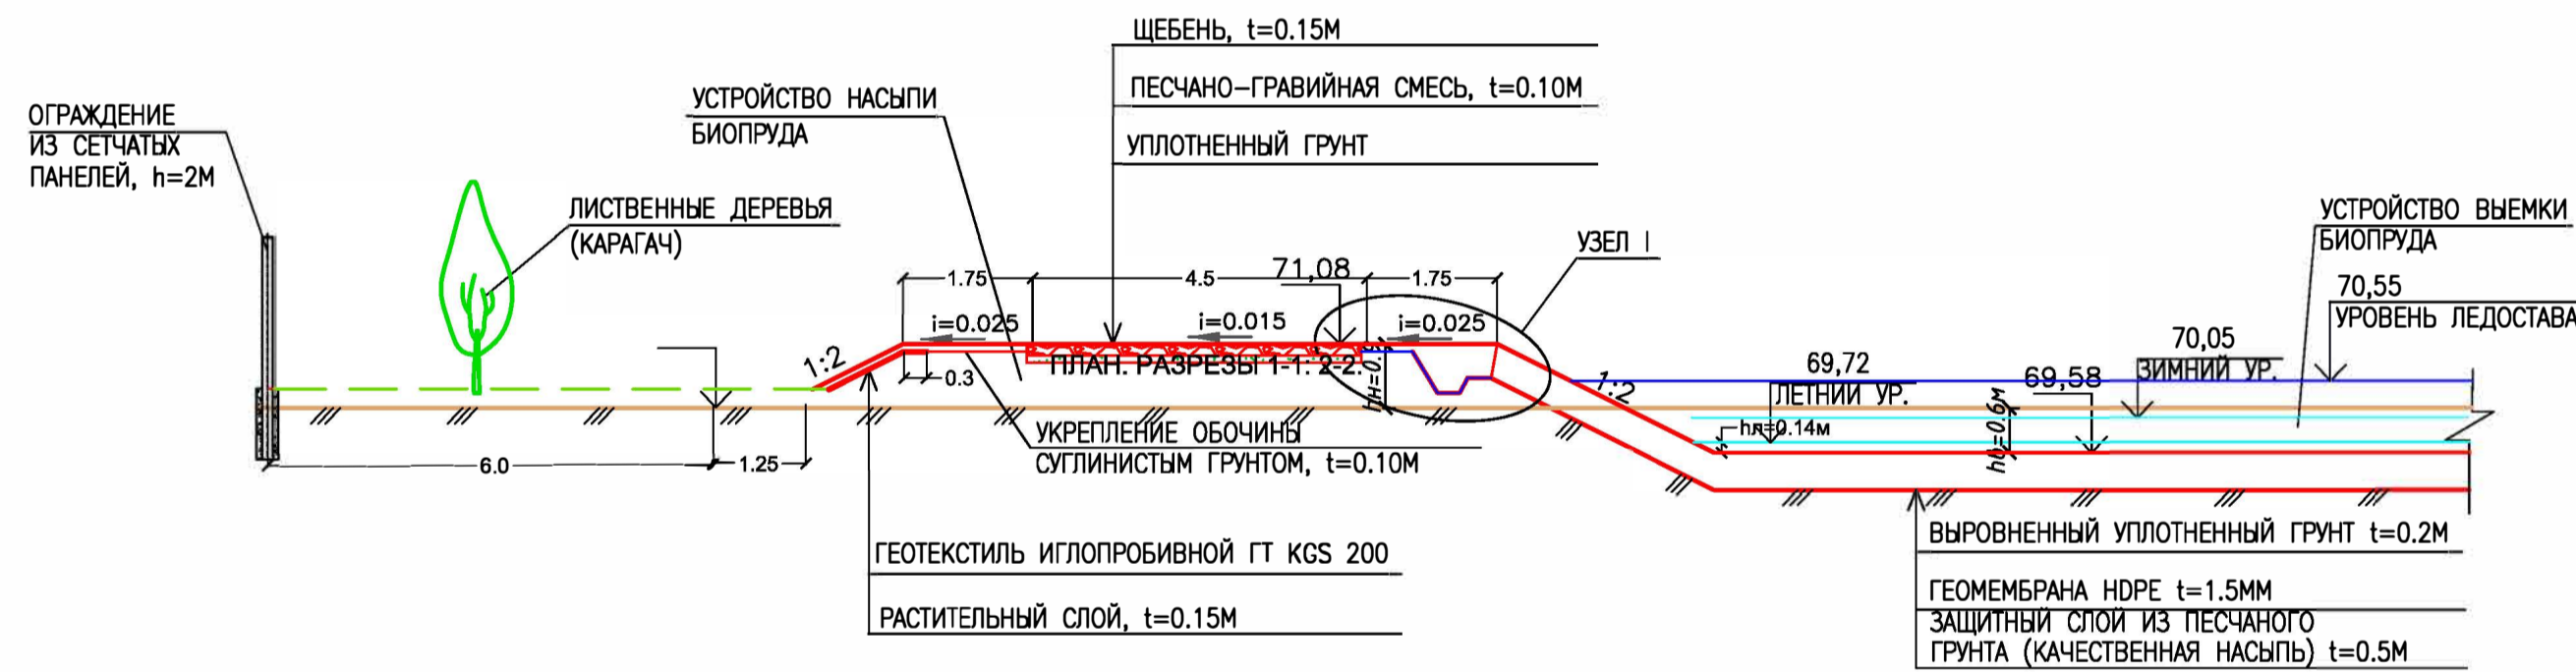 ЩЕБЕНЬ, t=0.15М
ПЕСЧАНО-ГРАВИЙНАЯ СМЕСЬ, t=0.10М
УПЛОТНЕННЫЙ ГРУНТ
УСТРОЙСТВО НАСЫПИ
БИОПРУДА
ОГРАЖДЕНИЕ
ИЗ СЕТЧАТЫХ
ПАНЕЛЕЙ, h=2М
ЛИСТВЕННЫЕ ДЕРЕВЬЯ
(КАРАГАЧ)
УЗЕЛ I
УСТРОЙСТВО ВЫЕМКИ
БИОПРУДА
1.75
4.5
71,08
1.75
70,55
УРОВЕНЬ ЛЕДОСТАВА
i=0.025
i=0.015
i=0.025
70,05
ЗИМНИЙ УР.
1:2
0.3
ПЛАН. РАЗРЕЗЫ 1-1. 2-2.
1:2
69,72
ЛЕТНИЙ УР.
69,58
hл=0.14м
hв=0.6м
УКРЕПЛЕНИЕ ОБОЧИНЫ
СУГЛИНИСТЫМ ГРУНТОМ, t=0.10М
6.0
1.25
ГЕОТЕКСТИЛЬ ИГЛОПРОБИВНОЙ ГТ KGS 200
РАСТИТЕЛЬНЫЙ СЛОЙ, t=0.15М
ВЫРОВНЕННЫЙ УПЛОТНЕННЫЙ ГРУНТ t=0.2М
ГЕОМЕМБРАНА HDPE t=1.5ММ
ЗАЩИТНЫЙ СЛОЙ ИЗ ПЕСЧАНОГО
ГРУНТА (КАЧЕСТВЕННАЯ НАСЫПЬ) t=0.5М